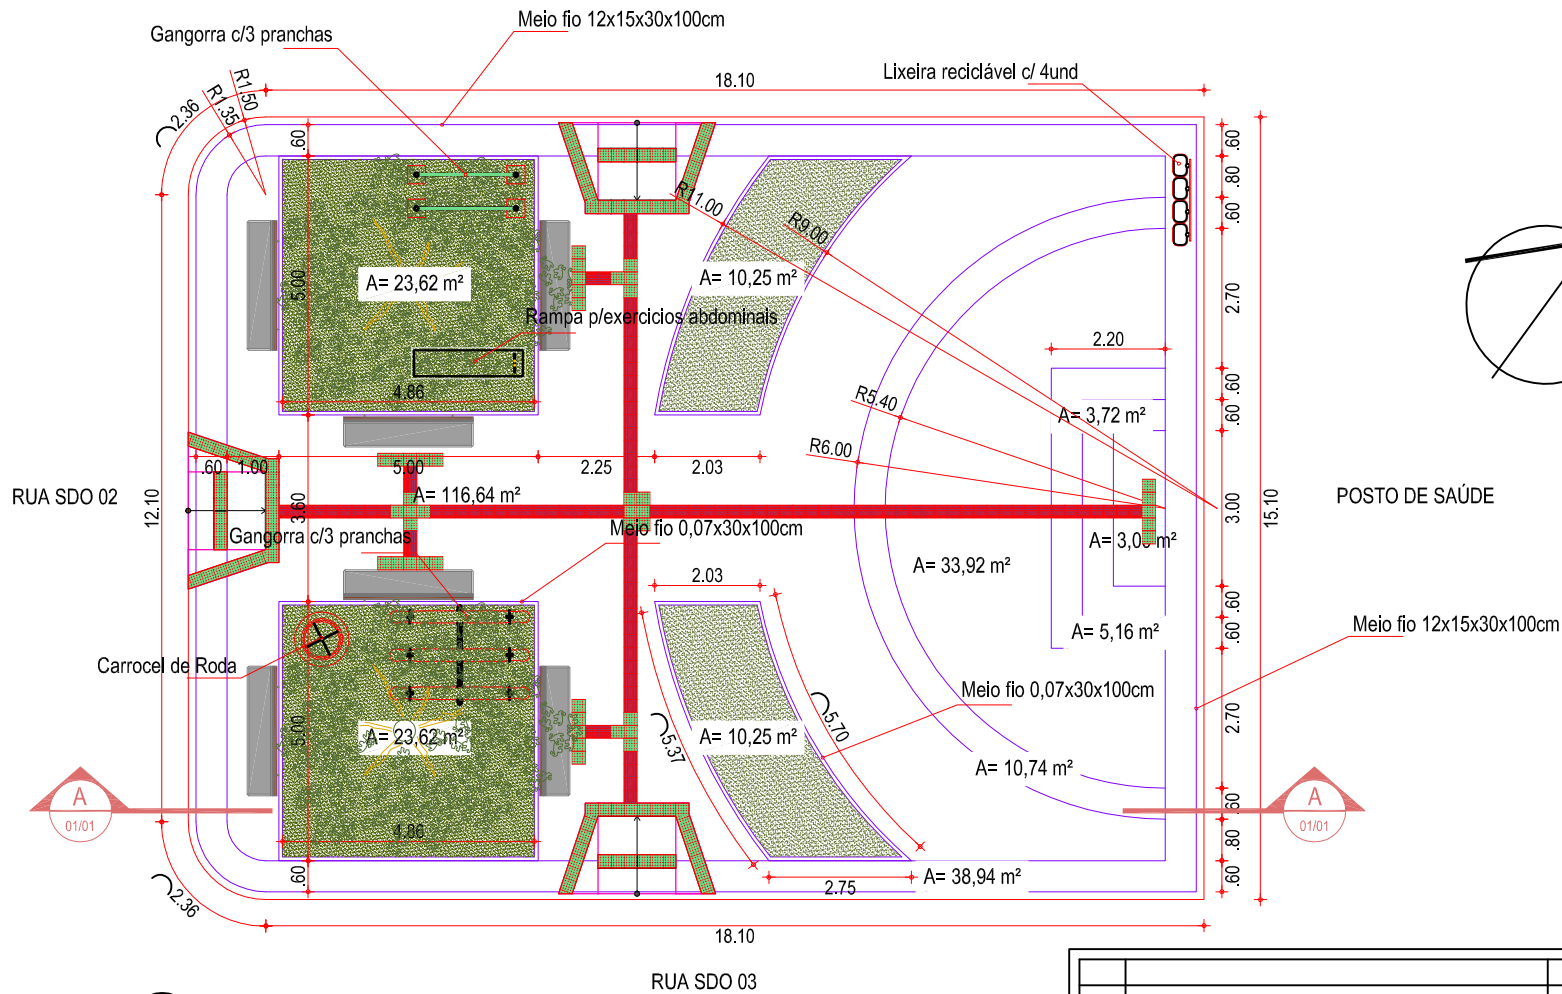 Meio fio 12x15x30x100cm
Gangorra c/3 pranchas
Lixeira reciclável c/ 4und
18.10
R1.50
R1.35
2.36
.60
.60
.80
.60
R11.00
R9.00
A= 23,62 m²
A= 10,25 m²
5.00
2.70
Rampa p/exercicios abdominais
2.20
4.86
R5.40
.60
.60
A= 3,72 m²
R6.00
.60
1.00
5.00
2.25
2.03
RUA SDO 02
12.10
3.60
A= 116,64 m²
3.00
15.10
POSTO DE SAÚDE
Gangorra c/3 pranchas
Meio fio 0,07x30x100cm
A= 3,00 m²
A= 33,92 m²
2.03
.60
.60
A= 5,16 m²
Meio fio 12x15x30x100cm
Carrocel de Roda
Meio fio 0,07x30x100cm
5.00
A= 23,62 m²
A= 10,25 m²
5.37
5.70
2.70
A= 10,74 m²
A
01/01
A
01/01
4.86
.60
.80
.60
.60
2.75
A= 38,94 m²
2.36
18.10
RUA SDO 03